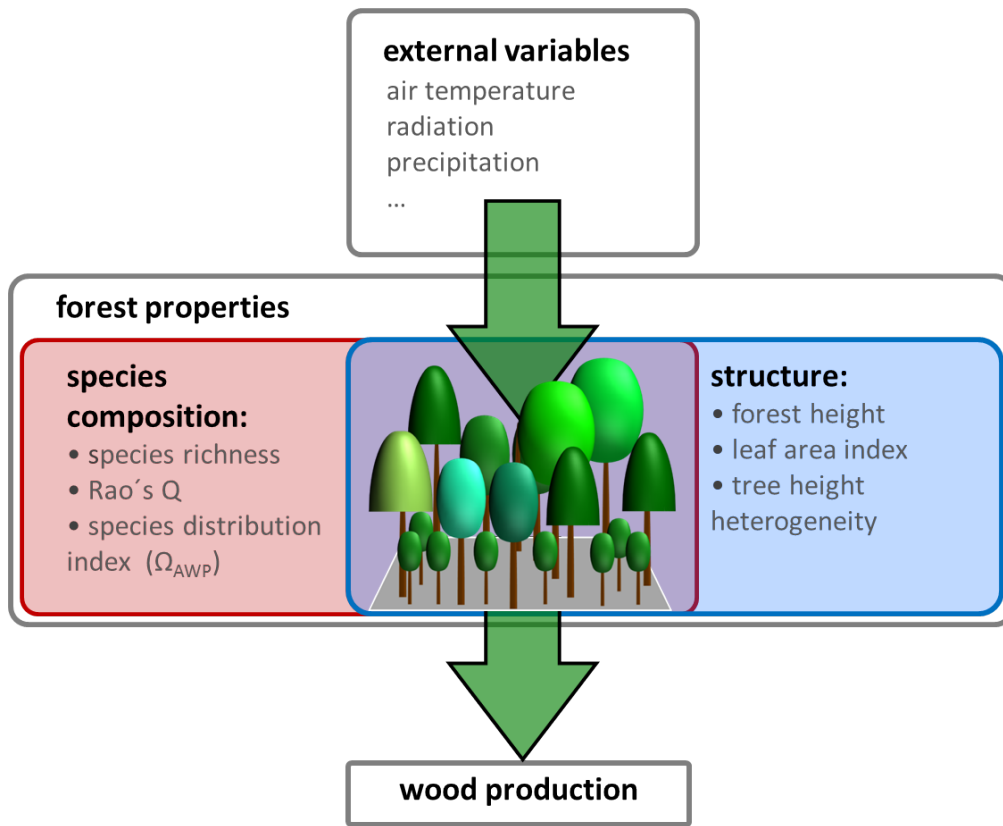 external variables
air temperature
radiation
precipitation
...
forest properties
species
composition:
• species richness
• Rao´s Q
• species distribution
index (Ω_AWP)
structure:
• forest height
• leaf area index
• tree height
heterogeneity
wood production